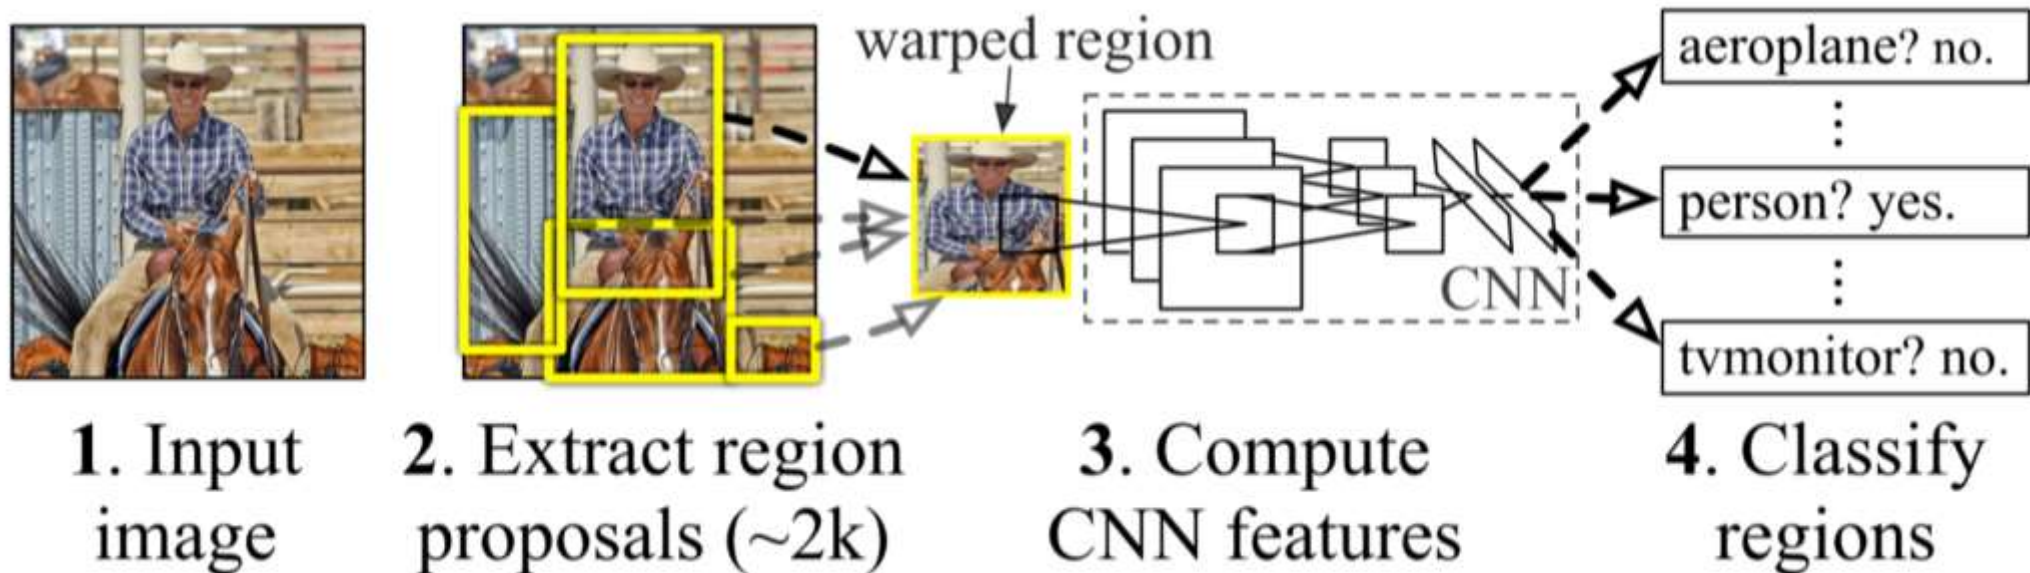 warped region
aeroplane? no.
person? yes.
CNN
tvmonitor? no.
1. Input
image
2. Extract region
proposals (~2k)
3. Compute
CNN features
4. Classify
regions